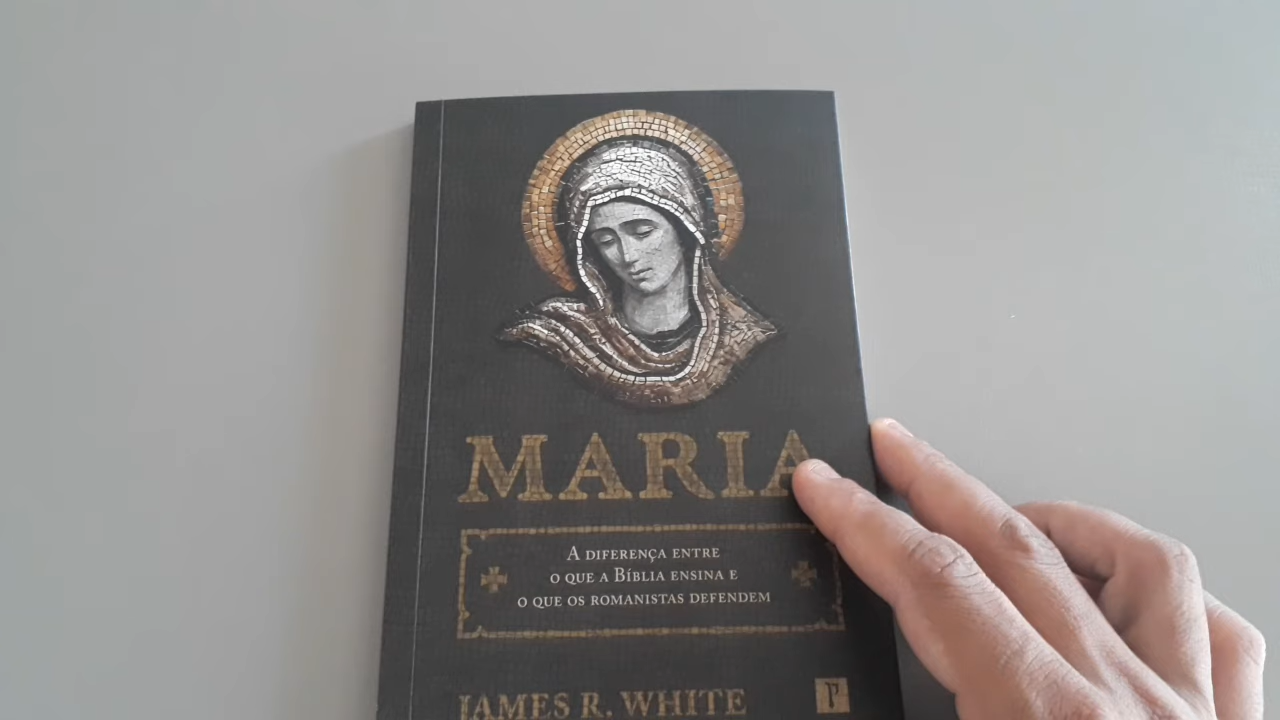 MARIA
A DIFERENÇA ENTRE
O QUE A BÍBLIA ENSINA E
O QUE OS ROMANISTAS DEFENDEM
JAMES R. WHITE
P